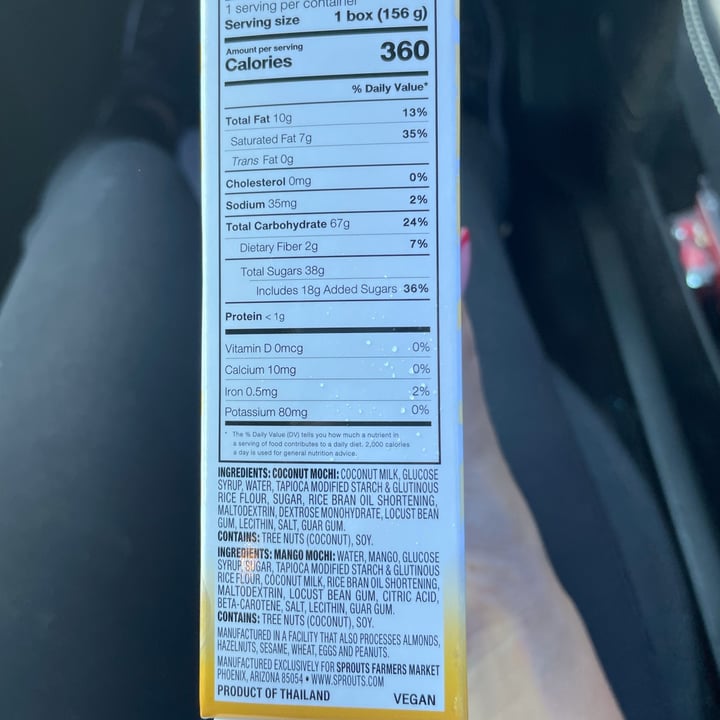 1 serving per container
Serving size 1 box (156 g)
Amount per serving
Calories 360
% Daily Value*
Total Fat 10g 13%
Saturated Fat 7g 35%
Trans Fat 0g
Cholesterol 0mg 0%
Sodium 35mg 2%
Total Carbohydrate 67g 24%
Dietary Fiber 2g 7%
Total Sugars 38g
Includes 18g Added Sugars 36%
Protein < 1g
Vitamin D 0mcg 0%
Calcium 10mg 0%
Iron 0.5mg 2%
Potassium 80mg 0%
* The % Daily Value (DV) tells you how much a nutrient in
a serving of food contributes to a daily diet. 2,000 calories
a day is used for general nutrition advice.
INGREDIENTS: COCONUT MOCHI: COCONUT MILK, GLUCOSE
SYRUP, WATER, TAPIOCA MODIFIED STARCH & GLUTINOUS
RICE FLOUR, SUGAR, RICE BRAN OIL SHORTENING,
MALTODEXTRIN, DEXTROSE MONOHYDRATE, LOCUST BEAN
GUM, LECITHIN, SALT, GUAR GUM.
CONTAINS: TREE NUTS (COCONUT), SOY.
INGREDIENTS: MANGO MOCHI: WATER, MANGO, GLUCOSE
SYRUP, SUGAR, TAPIOCA MODIFIED STARCH & GLUTINOUS
RICE FLOUR, COCONUT MILK, RICE BRAN OIL SHORTENING,
MALTODEXTRIN, LOCUST BEAN GUM, CITRIC ACID,
BETA-CAROTENE, SALT, LECITHIN, GUAR GUM.
CONTAINS: TREE NUTS (COCONUT), SOY.
MANUFACTURED IN A FACILITY THAT ALSO PROCESSES ALMONDS,
HAZELNUTS, SESAME, WHEAT, EGGS AND PEANUTS.
MANUFACTURED EXCLUSIVELY FOR SPROUTS FARMERS MARKET
PHOENIX, ARIZONA 85054 • WWW.SPROUTS.COM
PRODUCT OF THAILAND VEGAN